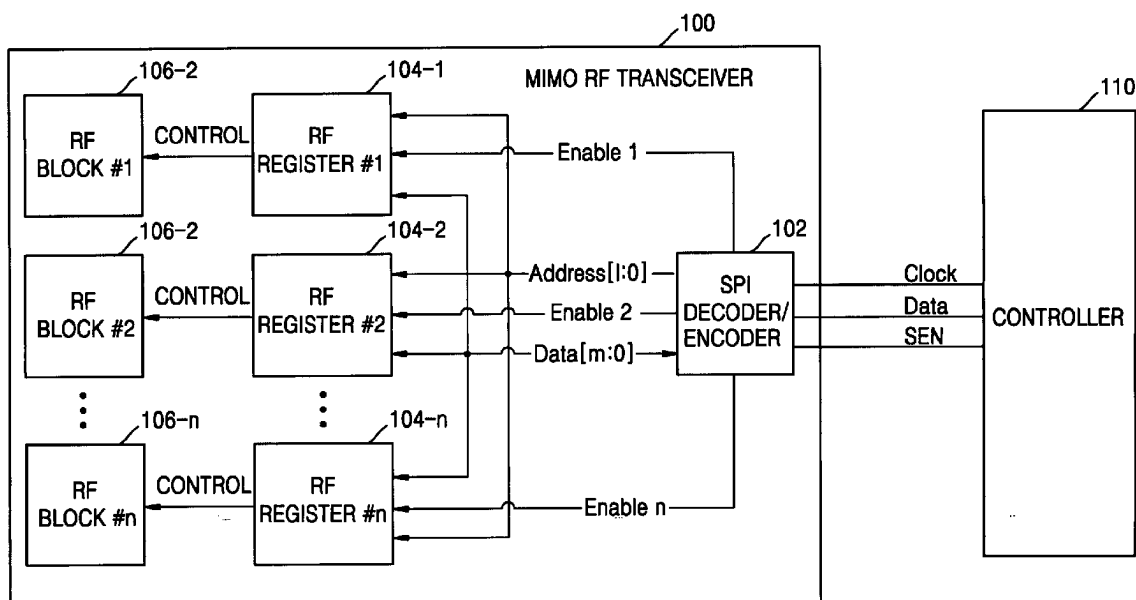 100
MIMO RF TRANSCEIVER
106-2
104-1
110
RF
BLOCK #1
CONTROL
RF
REGISTER #1
Enable 1
106-2
104-2
102
RF
BLOCK #2
CONTROL
RF
REGISTER #2
Address[l:0]
Enable 2
Data[m:0]
SPI
DECODER/
ENCODER
Clock
Data
SEN
CONTROLLER
106-n
104-n
RF
BLOCK #n
CONTROL
RF
REGISTER #n
Enable n